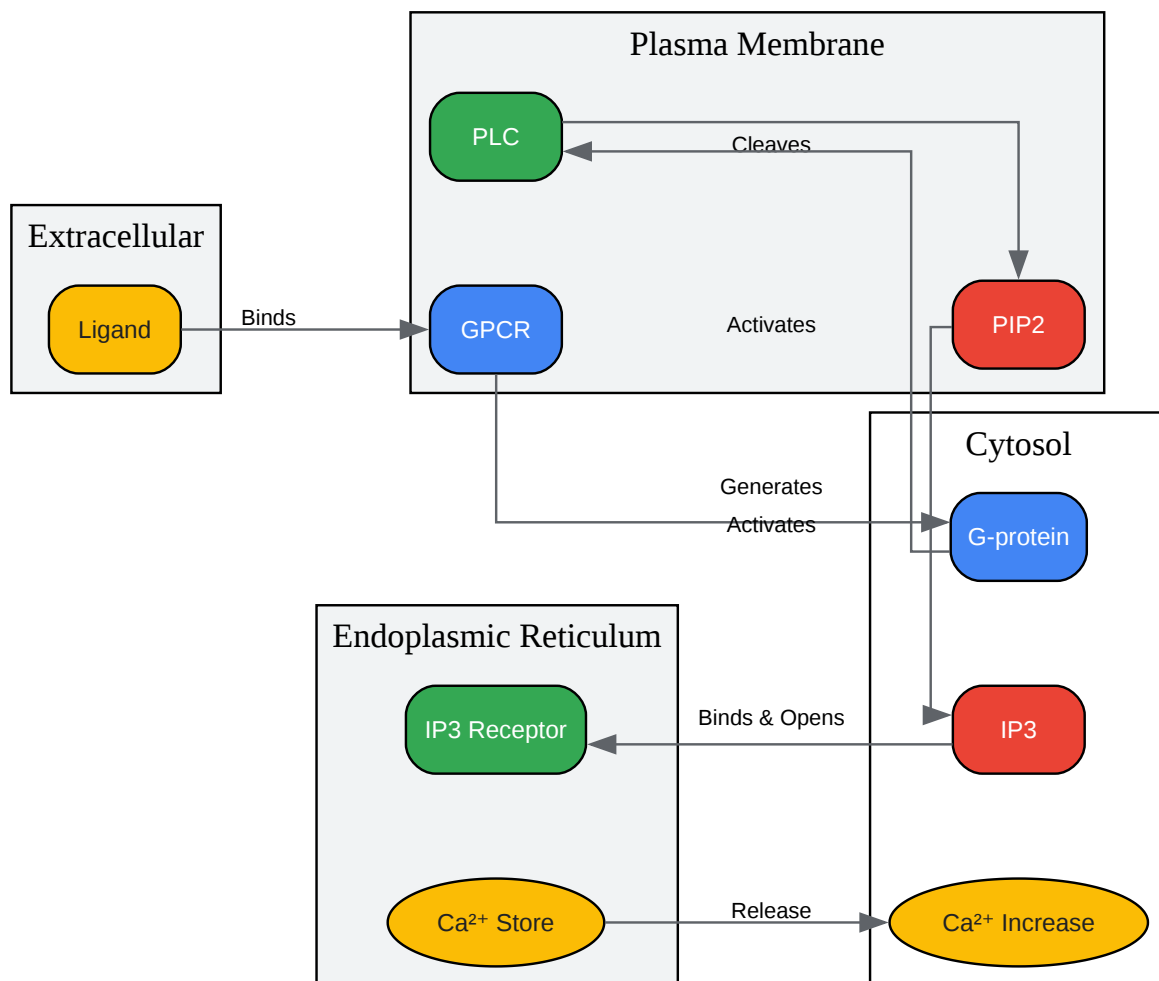 Plasma Membrane
PLC
Cleaves
Extracellular
Ligand
Binds
GPCR
Activates
PIP2
Cytosol
Generates
Activates
G-protein
Endoplasmic Reticulum
IP3 Receptor
Binds & Opens
IP3
Ca²⁺ Store
Release
Ca²⁺ Increase